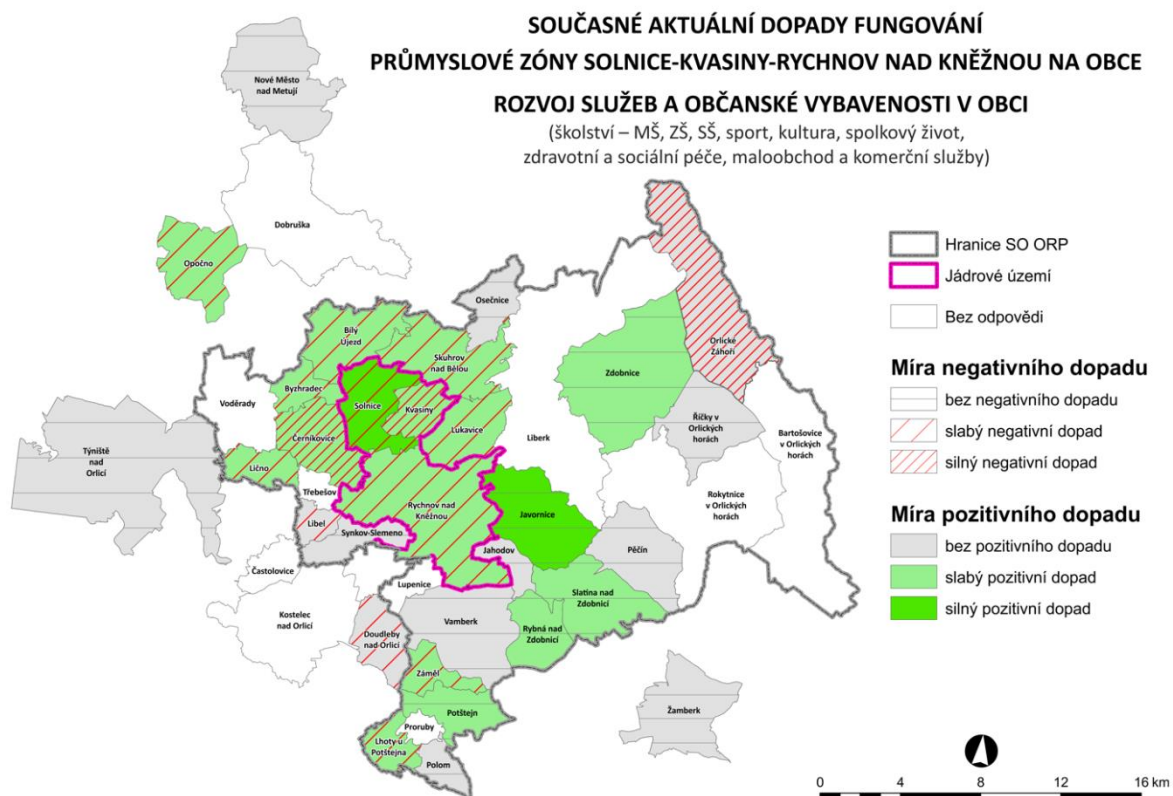 SOUČASNÉ AKTUÁLNÍ DOPADY FUNGOVÁNÍ
PRŮMYSLOVÉ ZÓNY SOLNICE-KVASINY-RYCHNOV NAD KNĚŽNOU NA OBCE
ROZVOJ SLUŽEB A OBČANSKÉ VYBAVENOSTI V OBCI
(školství – MŠ, ZŠ, SŠ, sport, kultura, spolkový život,
zdravotní a sociální péče, maloobchod a komerční služby)
Nové Město
nad Metují
Dobruška
Opočno
Osečnice
Bílý
Újezd
Skuhrov
nad Bělou
Byzhradec
Solnice
Kvasiny
Voděrady
Černíkovice
Lukavice
Zdobnice
Orlické
Záhoří
Říčky v
Orlických
horách
Bartošovice
v Orlických
horách
Liberk
Týniště
nad
Orlicí
Lično
Třebešov
Libel
Synkov-Slemeno
Rychnov nad
Kněžnou
Javornice
Rokytnice
v Orlických
horách
Jahodov
Pěčín
Častolovice
Lupenice
Slatina nad
Zdobnicí
Kostelec
nad Orlicí
Doudleby
nad Orlicí
Vamberk
Rybná nad
Zdobnicí
Záměl
Potštejn
Proruby
Lhoty u
Potštejna
Polom
Žamberk
Hranice SO ORP
Jádrové území
Bez odpovědi
Míra negativního dopadu
bez negativního dopadu
slabý negativní dopad
silný negativní dopad
Míra pozitivního dopadu
bez pozitivního dopadu
slabý pozitivní dopad
silný pozitivní dopad
0 4 8 12 16 km